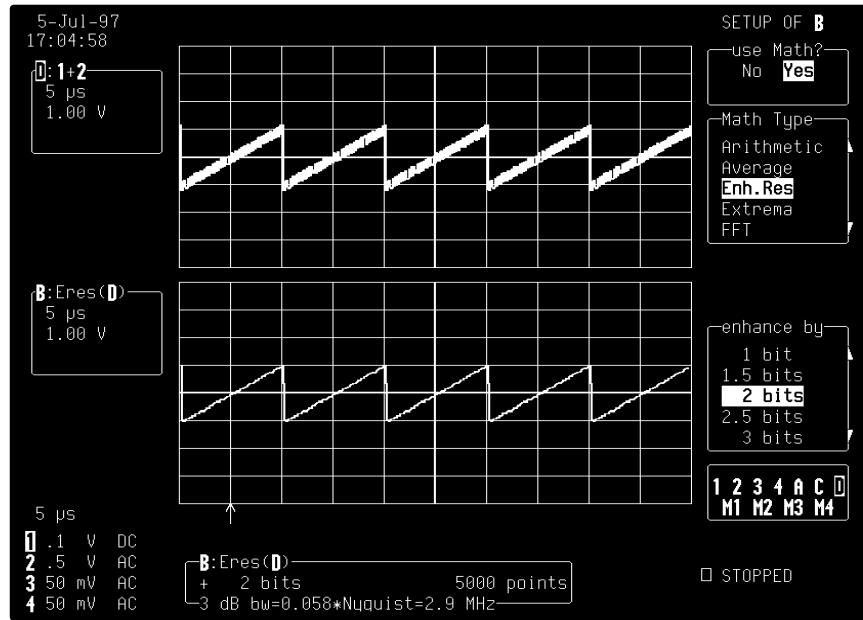 5-Jul-97
17:04:58
D:1+2
5 µs
1.00 V
B:Eres(D)
5 µs
1.00 V
5 µs
1 .1 V DC
2 .5 V AC
3 50 mV AC
4 50 mV AC
B:Eres(D)
+ 2 bits 5000 points
3 dB bw=0.058*Nyquist=2.9 MHz
SETUP OF B
use Math?
No Yes
Math Type
Arithmetic
Average
Enh.Res
Extrema
FFT
enhance by
1 bit
1.5 bits
2 bits
2.5 bits
3 bits
1 2 3 4 A C D
M1 M2 M3 M4
□ STOPPED